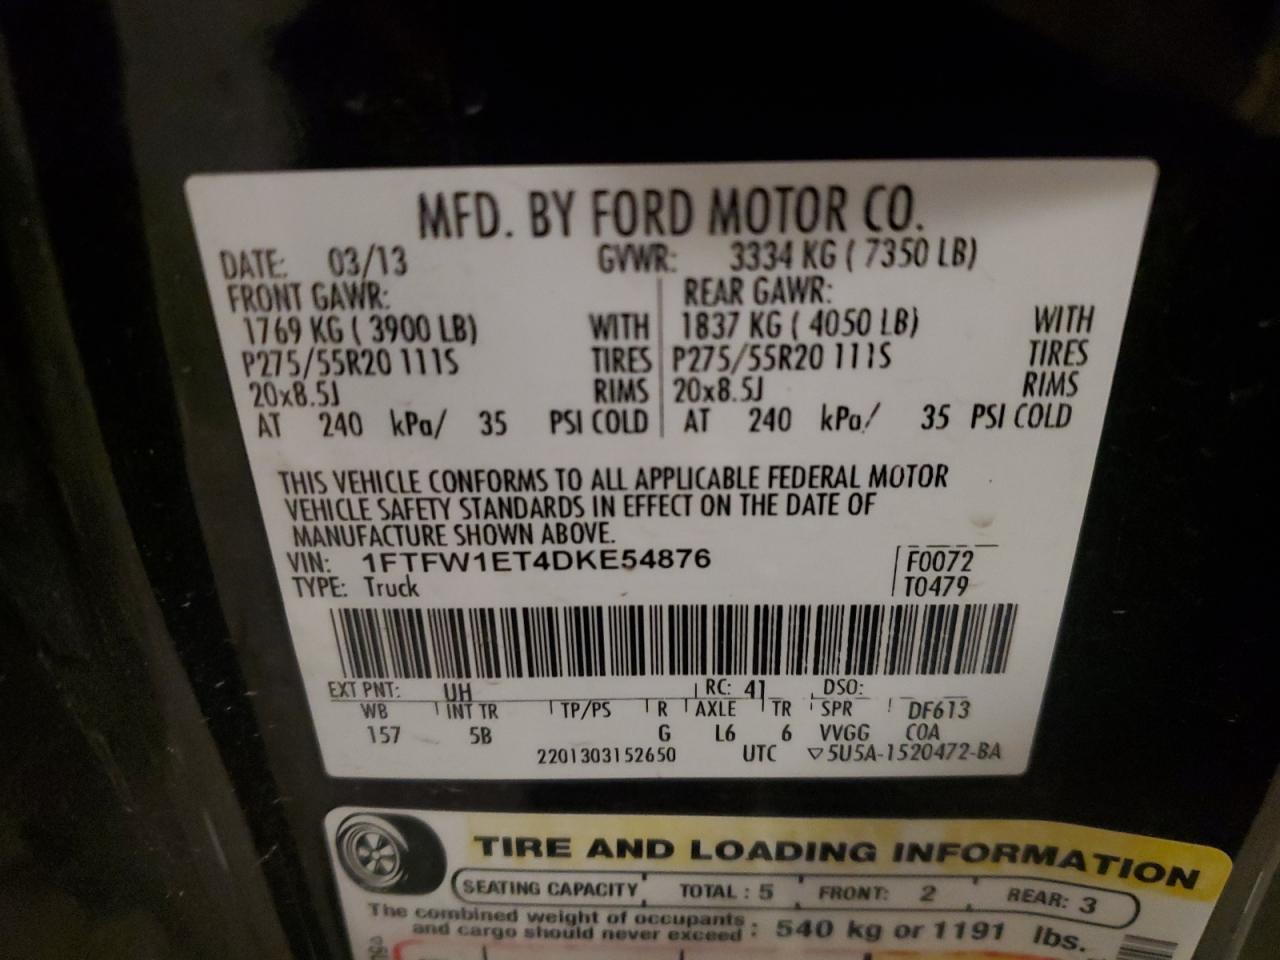 MFD. BY FORD MOTOR CO.
DATE: 03/13 GVWR: 3334 KG ( 7350 LB)
FRONT GAWR: REAR GAWR:
1769 KG ( 3900 LB) WITH 1837 KG ( 4050 LB) WITH
P275/55R20 111S TIRES P275/55R20 111S TIRES
20x8.5J RIMS 20x8.5J RIMS
AT 240 kPa/ 35 PSI COLD AT 240 kPa/ 35 PSI COLD
THIS VEHICLE CONFORMS TO ALL APPLICABLE FEDERAL MOTOR
VEHICLE SAFETY STANDARDS IN EFFECT ON THE DATE OF
MANUFACTURE SHOWN ABOVE.
VIN: 1FTFW1ET4DKE54876 F0072
TYPE: Truck T0479
EXT PNT: UH RC: 41 DSO:
WB INT TR TP/PS R AXLE TR SPR DF613
157 5B G L6 6 VVGG COA
2201303152650 UTC ▽5U5A-1520472-BA
TIRE AND LOADING INFORMATION
SEATING CAPACITY TOTAL : 5 FRONT: 2 REAR: 3
The combined weight of occupants
and cargo should never exceed : 540 kg or 1191 lbs.